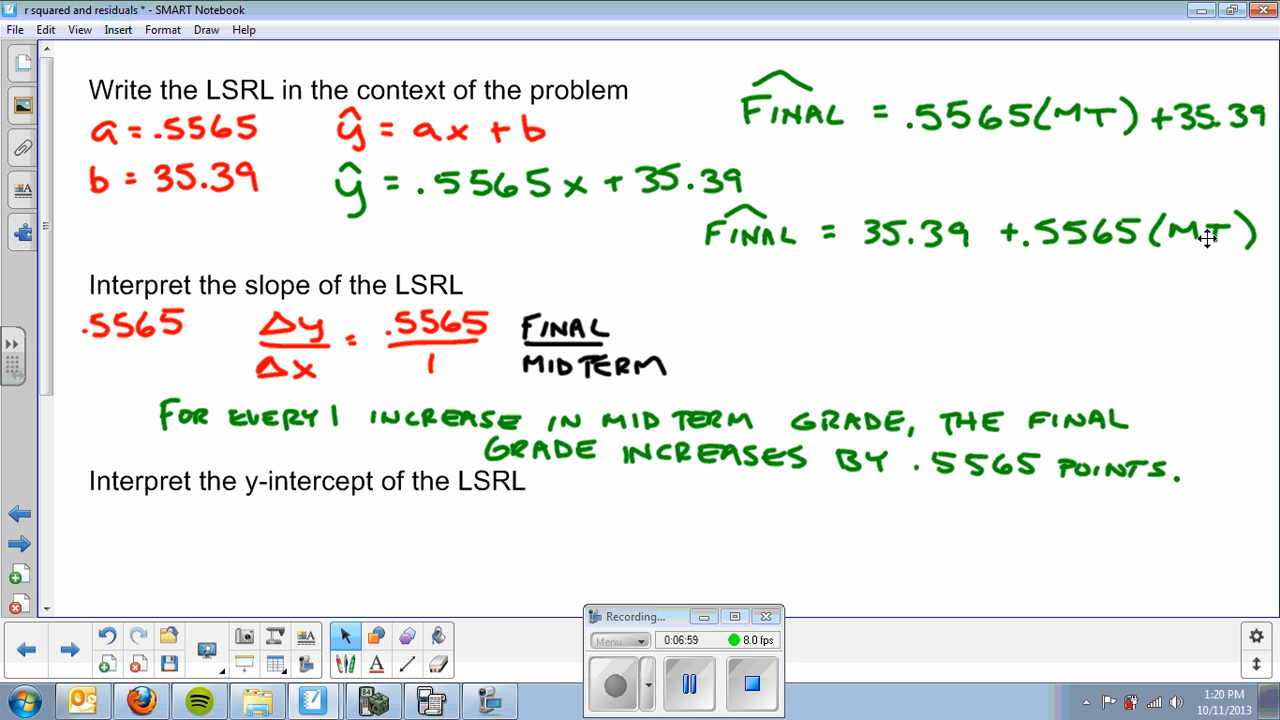 r squared and residuals * - SMART Notebook
File Edit View Insert Format Draw Help
Write the LSRL in the context of the problem
FINAL = .5565(MT) +35.39
a = .5565 ŷ = ax + b
b = 35.39 ŷ = .5565x + 35.39
FINAL = 35.39 +.5565(MT)
Interpret the slope of the LSRL
.5565 Δy/Δx = .5565/1 FINAL/MIDTERM
FOR EVERY 1 INCREASE IN MIDTERM GRADE, THE FINAL
GRADE INCREASES BY .5565 POINTS.
Interpret the y-intercept of the LSRL
Recording...
Menu 0:06:59 8.0 fps
1:20 PM
10/11/2013